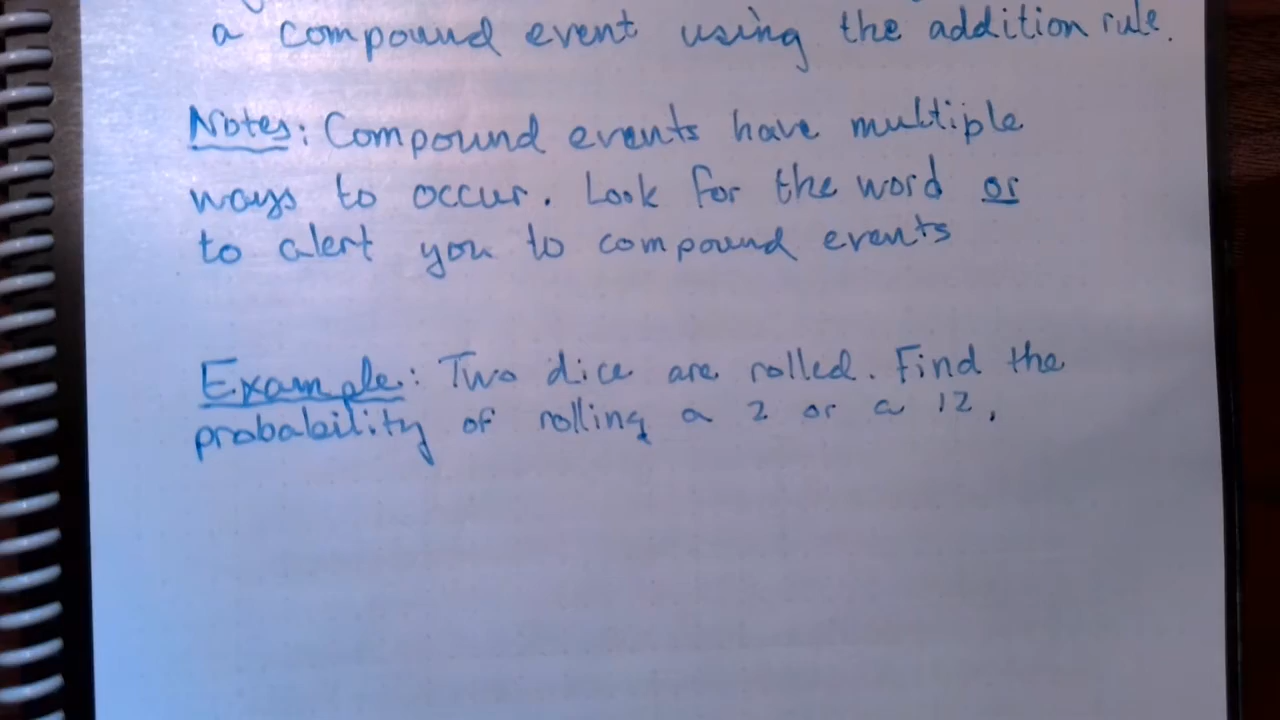 a compound event using the addition rule.
Notes: Compound events have multiple
ways to occur. Look for the word or
to alert you to compound events
Example: Two dice are rolled. Find the
probability of rolling a 2 or a 12.